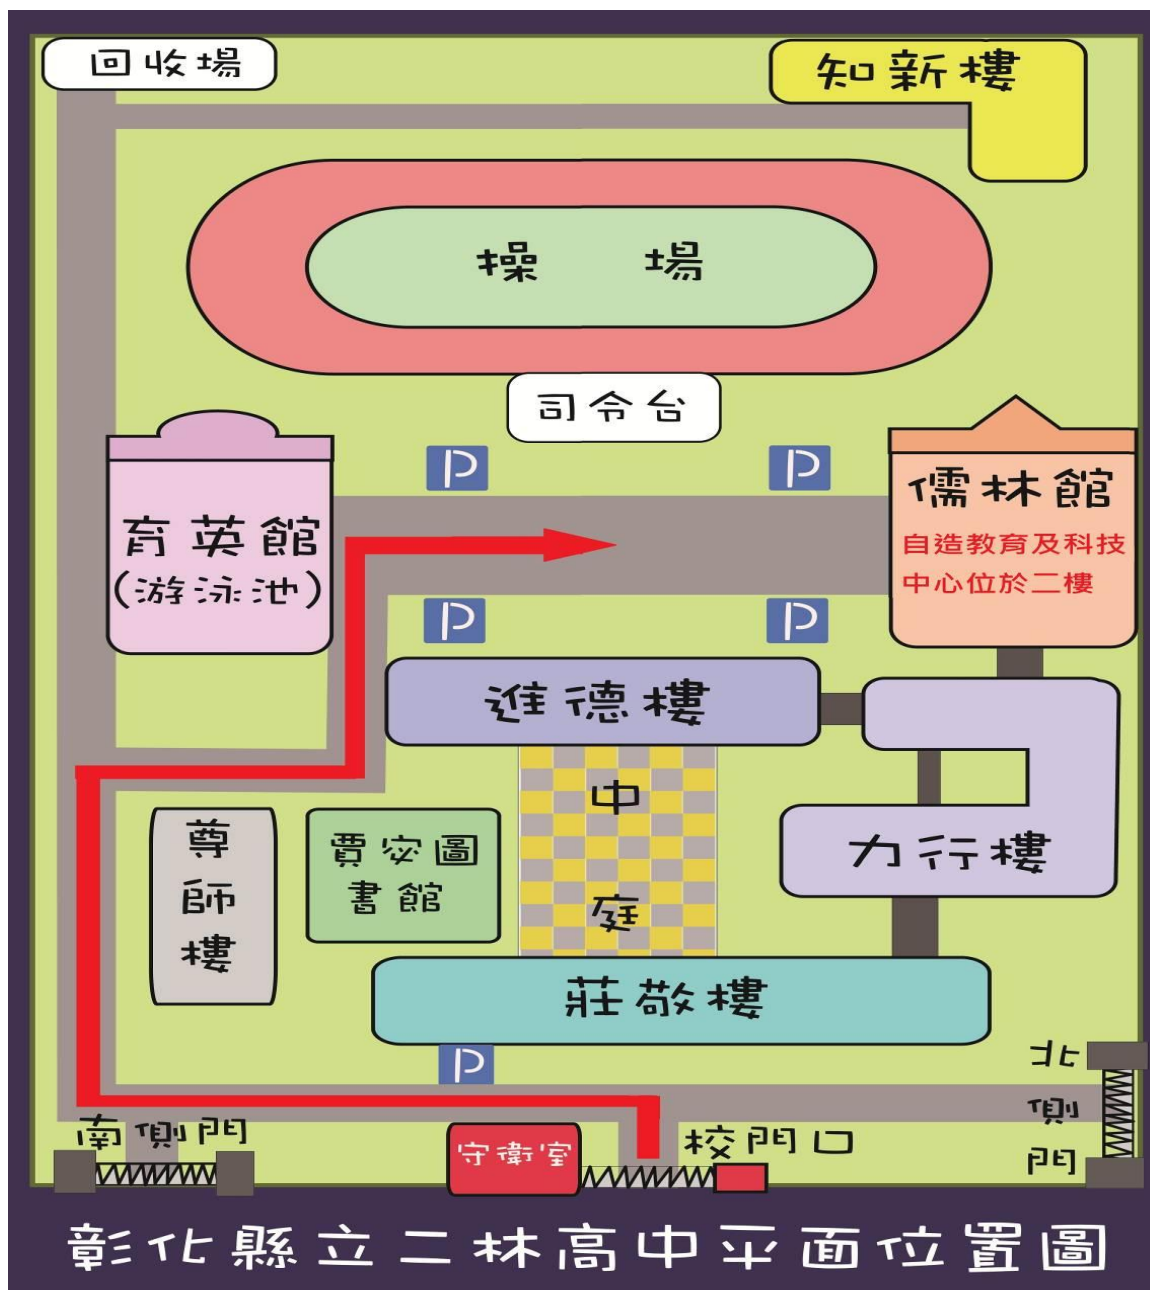 回收場
知新樓
操場
司令台
P
P
儒林館
自造教育及科技
中心位於二樓
育英館
(游泳池)
P
P
進德樓
中
庭
尊
師
樓
賈宓圖
書館
力行樓
莊敬樓
P
北
側
門
南側門
守衛室
校門口
彰化縣立二林高中平面位置圖